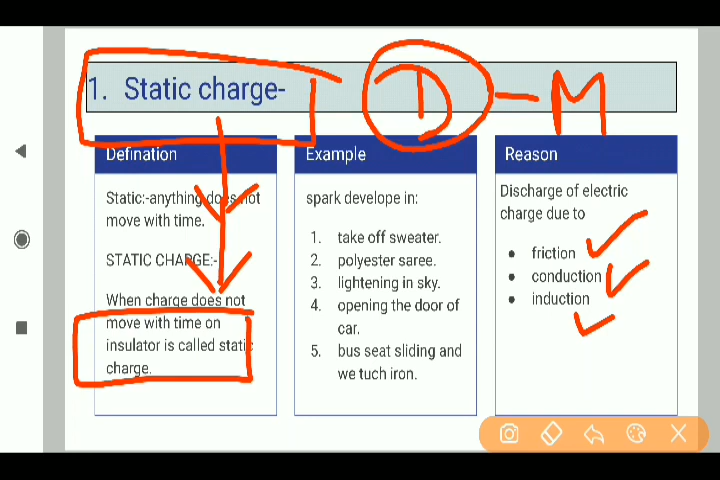 1. Static charge-
D - M
Defination
Static:-anything does not
move with time.
STATIC CHARGE:-
When charge does not
move with time on
insulator is called static
charge.
Example
spark develope in:
1. take off sweater.
2. polyester saree.
3. lightening in sky.
4. opening the door of
car.
5. bus seat sliding and
we tuch iron.
Reason
Discharge of electric
charge due to
• friction
• conduction
• induction